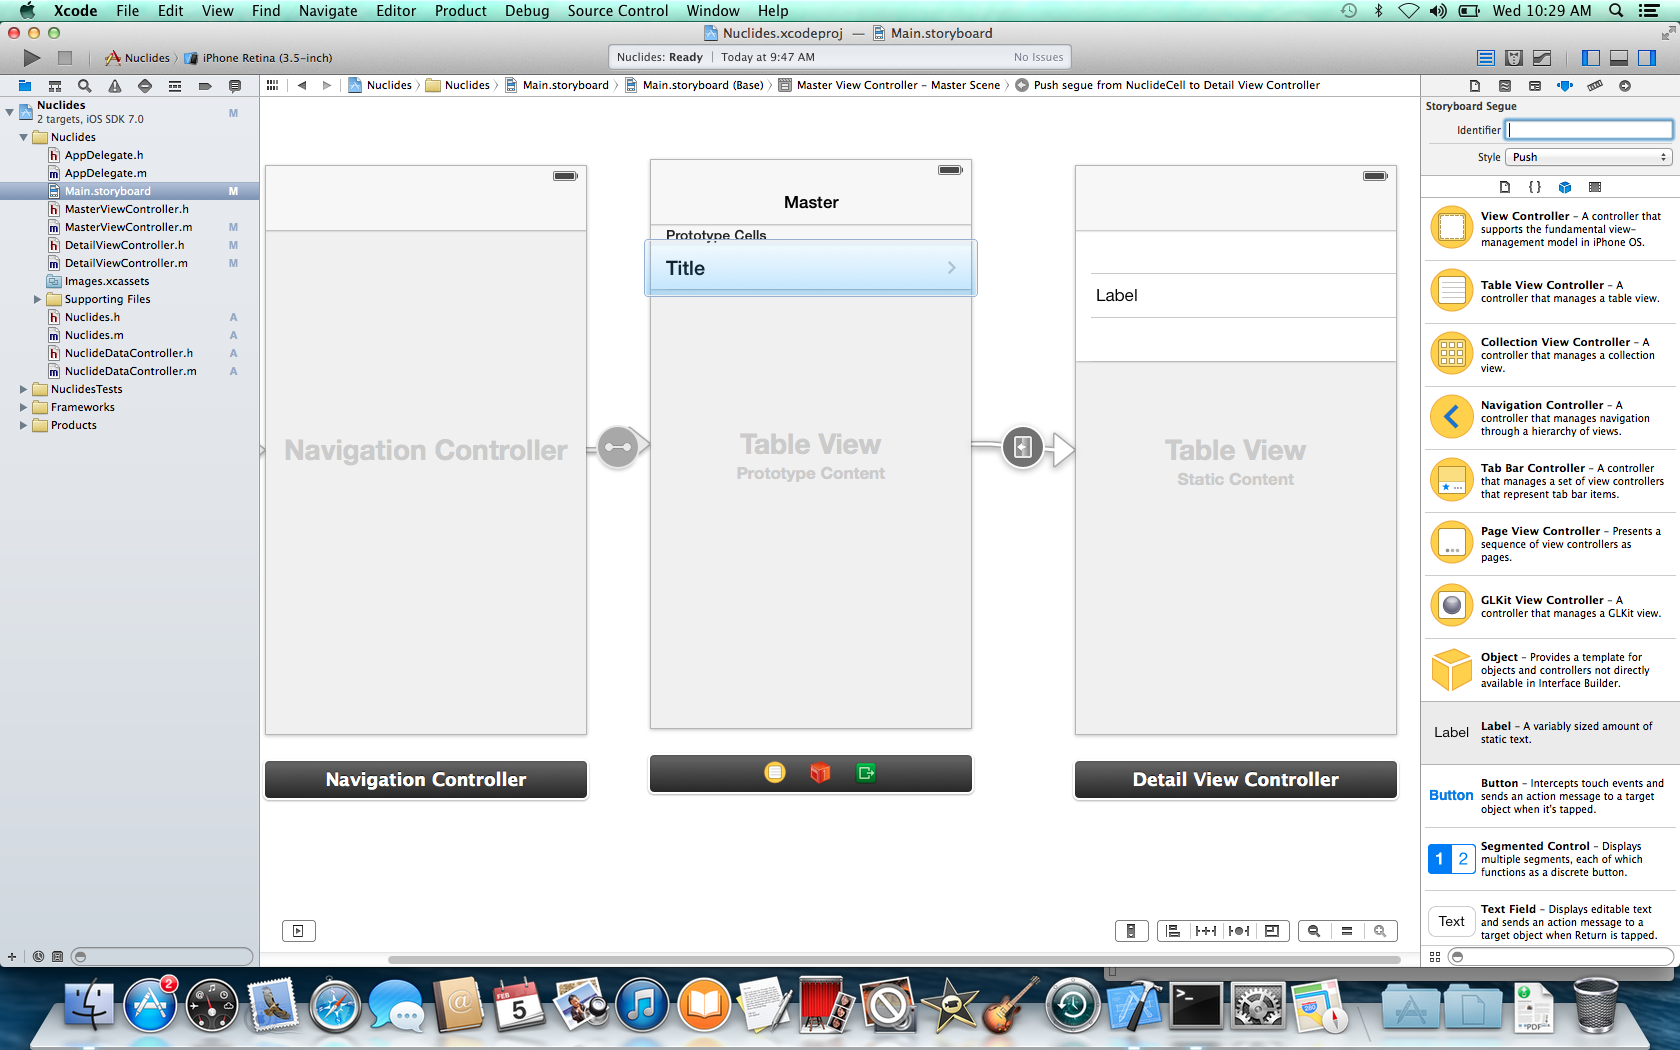 Xcode File Edit View Find Navigate Editor Product Debug Source Control Window Help Wed 10:29 AM
Nuclides.xcodeproj — Main.storyboard
Nuclides iPhone Retina (3.5-inch)
Nuclides: Ready Today at 9:47 AM No Issues
Nuclides Nuclides Main.storyboard Main.storyboard (Base) Master View Controller – Master Scene Push segue from NuclideCell to Detail View Controller
Nuclides
2 targets, iOS SDK 7.0 M
Nuclides
AppDelegate.h
AppDelegate.m
Main.storyboard M
MasterViewController.h
MasterViewController.m M
DetailViewController.h M
DetailViewController.m M
Images.xcassets
Supporting Files
Nuclides.h A
Nuclides.m A
NuclideDataController.h A
NuclideDataController.m A
NuclidesTests
Frameworks
Products
Navigation Controller
Navigation Controller
Master
Prototype Cells
Title
Table View
Prototype Content
Label
Table View
Static Content
Detail View Controller
Storyboard Segue
Identifier
Style Push
View Controller – A controller that
supports the fundamental view-
management model in iPhone OS.
Table View Controller – A
controller that manages a table view.
Collection View Controller – A
controller that manages a collection
view.
Navigation Controller – A
controller that manages navigation
through a hierarchy of views.
Tab Bar Controller – A controller
that manages a set of view controllers
that represent tab bar items.
Page View Controller – Presents a
sequence of view controllers as
pages.
GLKit View Controller – A
controller that manages a GLKit view.
Object – Provides a template for
objects and controllers not directly
available in Interface Builder.
Label
Label – A variably sized amount of
static text.
Button
Button – Intercepts touch events and
sends an action message to a target
object when it's tapped.
1 2
Segmented Control – Displays
multiple segments, each of which
functions as a discrete button.
Text
Text Field – Displays editable text
and sends an action message to a
target object when Return is tapped.
2
FEB
5
PDF